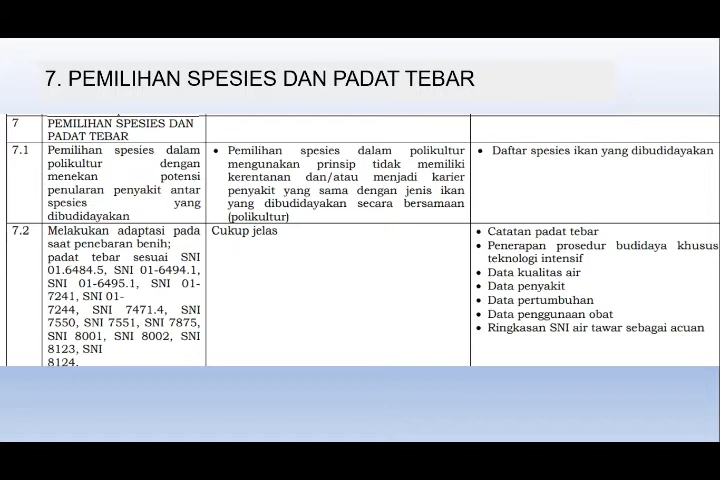 7. PEMILIHAN SPESIES DAN PADAT TEBAR
7
PEMILIHAN SPESIES DAN
PADAT TEBAR
7.1
Pemilihan spesies dalam
polikultur dengan
menekan potensi
penularan penyakit antar
spesies yang
dibudidayakan
• Pemilihan spesies dalam polikultur
mengunakan prinsip tidak memiliki
kerentanan dan/atau menjadi karier
penyakit yang sama dengan jenis ikan
yang dibudidayakan secara bersamaan
(polikultur)
• Daftar spesies ikan yang dibudidayakan
7.2
Melakukan adaptasi pada
saat penebaran benih;
padat tebar sesuai SNI
01.6484.5, SNI 01-6494.1,
SNI 01-6495.1, SNI 01-
7241, SNI 01-
7244, SNI 7471.4, SNI
7550, SNI 7551, SNI 7875,
SNI 8001, SNI 8002, SNI
8123, SNI
8124.
Cukup jelas
• Catatan padat tebar
• Penerapan prosedur budidaya khusus
teknologi intensif
• Data kualitas air
• Data penyakit
• Data pertumbuhan
• Data penggunaan obat
• Ringkasan SNI air tawar sebagai acuan